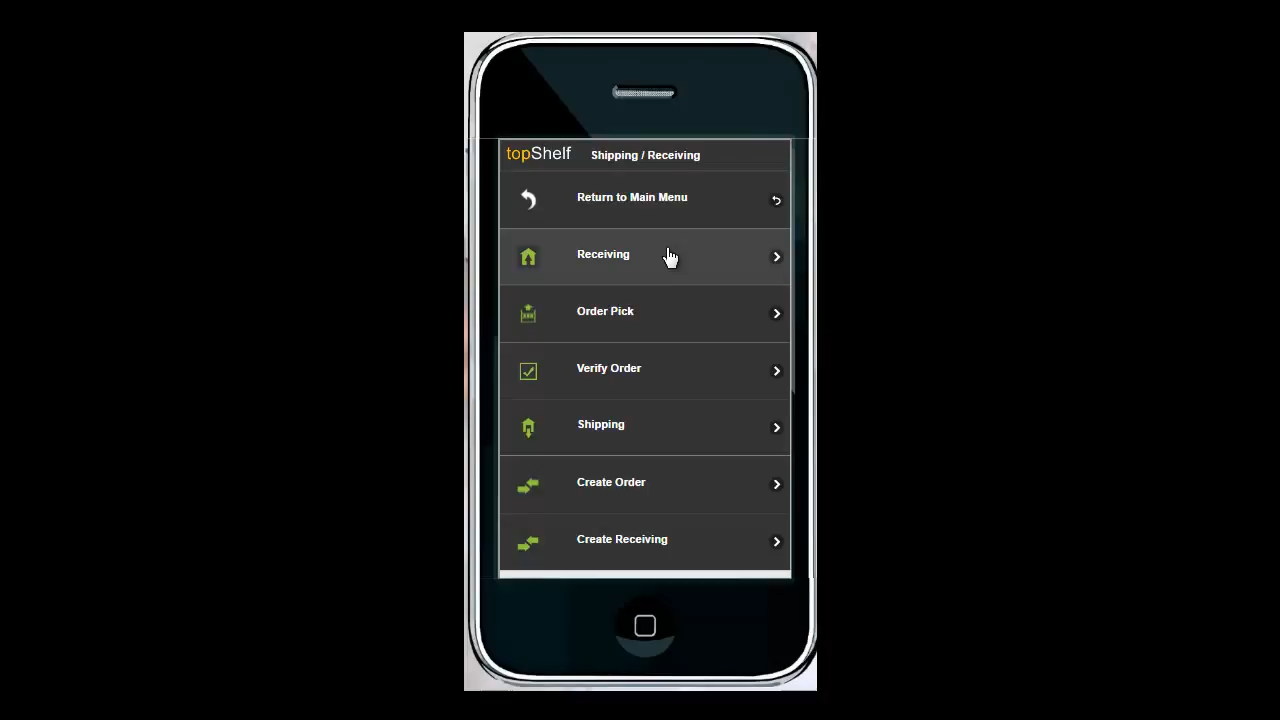 topShelf Shipping / Receiving
Return to Main Menu
Receiving
Order Pick
Verify Order
Shipping
Create Order
Create Receiving